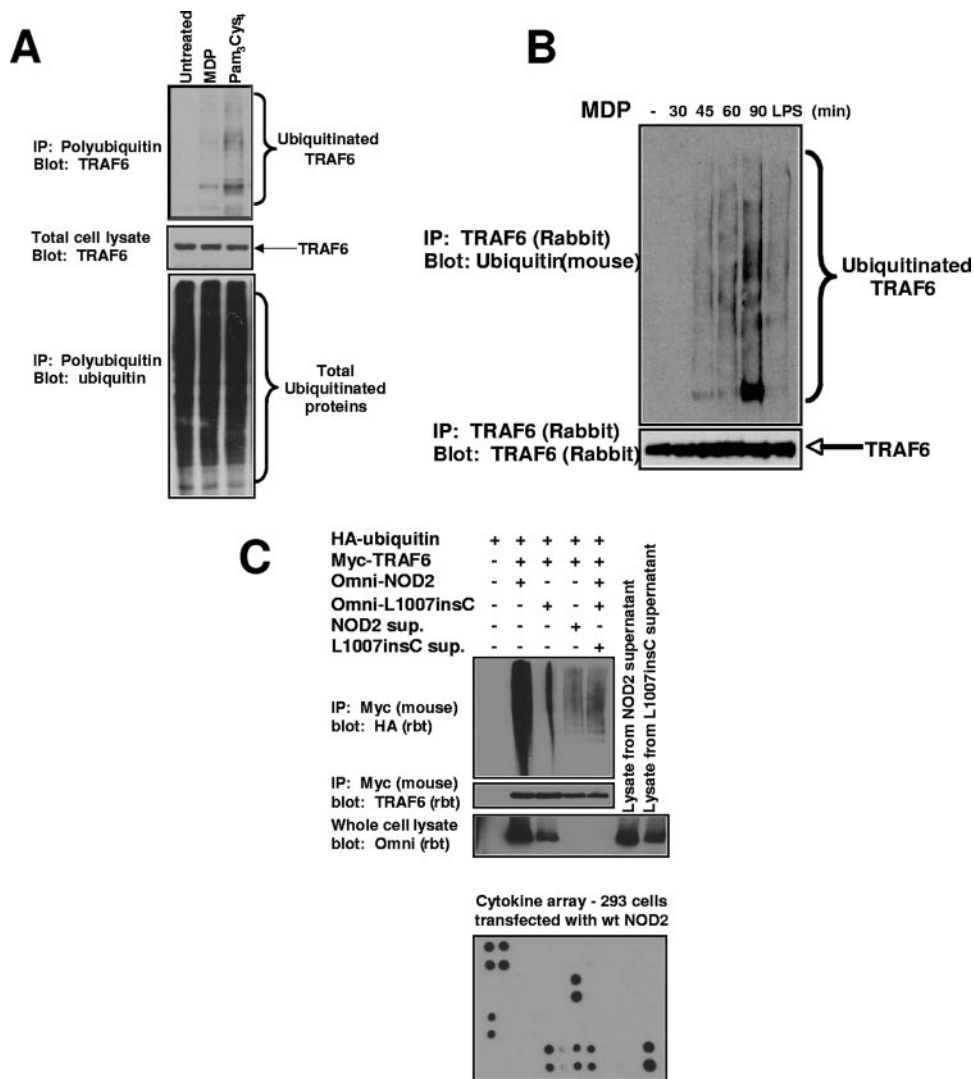 A
Untreated
MDP
Pam3Cys4
IP: Polyubiquitin
Blot: TRAF6
Ubiquitinated
TRAF6
Total cell lysate
Blot: TRAF6
TRAF6
IP: Polyubiquitin
Blot: ubiquitin
Total
Ubiquitinated
proteins
B
MDP - 30 45 60 90 LPS (min)
IP: TRAF6 (Rabbit)
Blot: Ubiquitin(mouse)
Ubiquitinated
TRAF6
IP: TRAF6 (Rabbit)
Blot: TRAF6 (Rabbit)
TRAF6
C
HA-ubiquitin + + + + +
Myc-TRAF6 - + + + +
Omni-NOD2 - + - - +
Omni-L1007insC - - + - +
NOD2 sup. - - - + -
L1007insC sup. - - - - +
Lysate from NOD2 supernatant
Lysate from L1007insC supernatant
IP: Myc (mouse)
blot: HA (rbt)
IP: Myc (mouse)
blot: TRAF6 (rbt)
Whole cell lysate
blot: Omni (rbt)
Cytokine array - 293 cells
transfected with wt NOD2